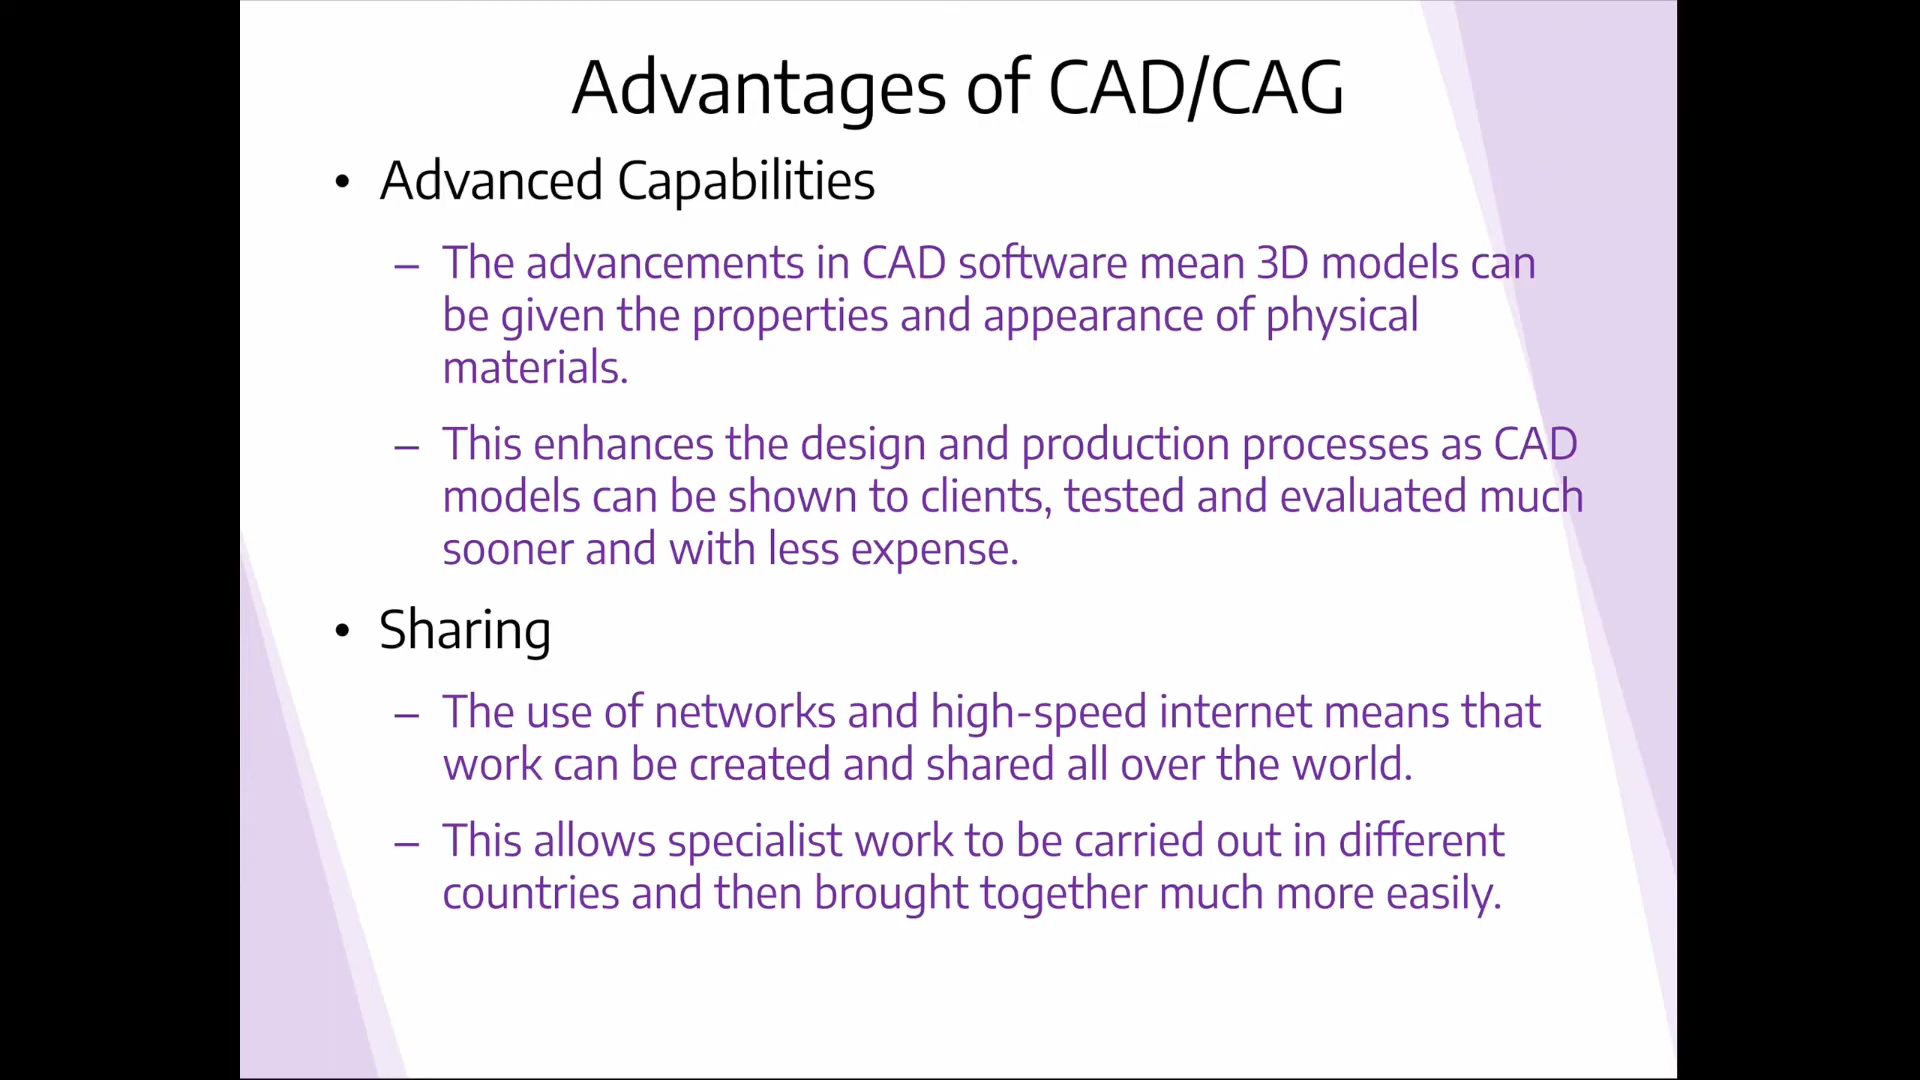 Advantages of CAD/CAG
• Advanced Capabilities
– The advancements in CAD software mean 3D models can
be given the properties and appearance of physical
materials.
– This enhances the design and production processes as CAD
models can be shown to clients, tested and evaluated much
sooner and with less expense.
• Sharing
– The use of networks and high-speed internet means that
work can be created and shared all over the world.
– This allows specialist work to be carried out in different
countries and then brought together much more easily.